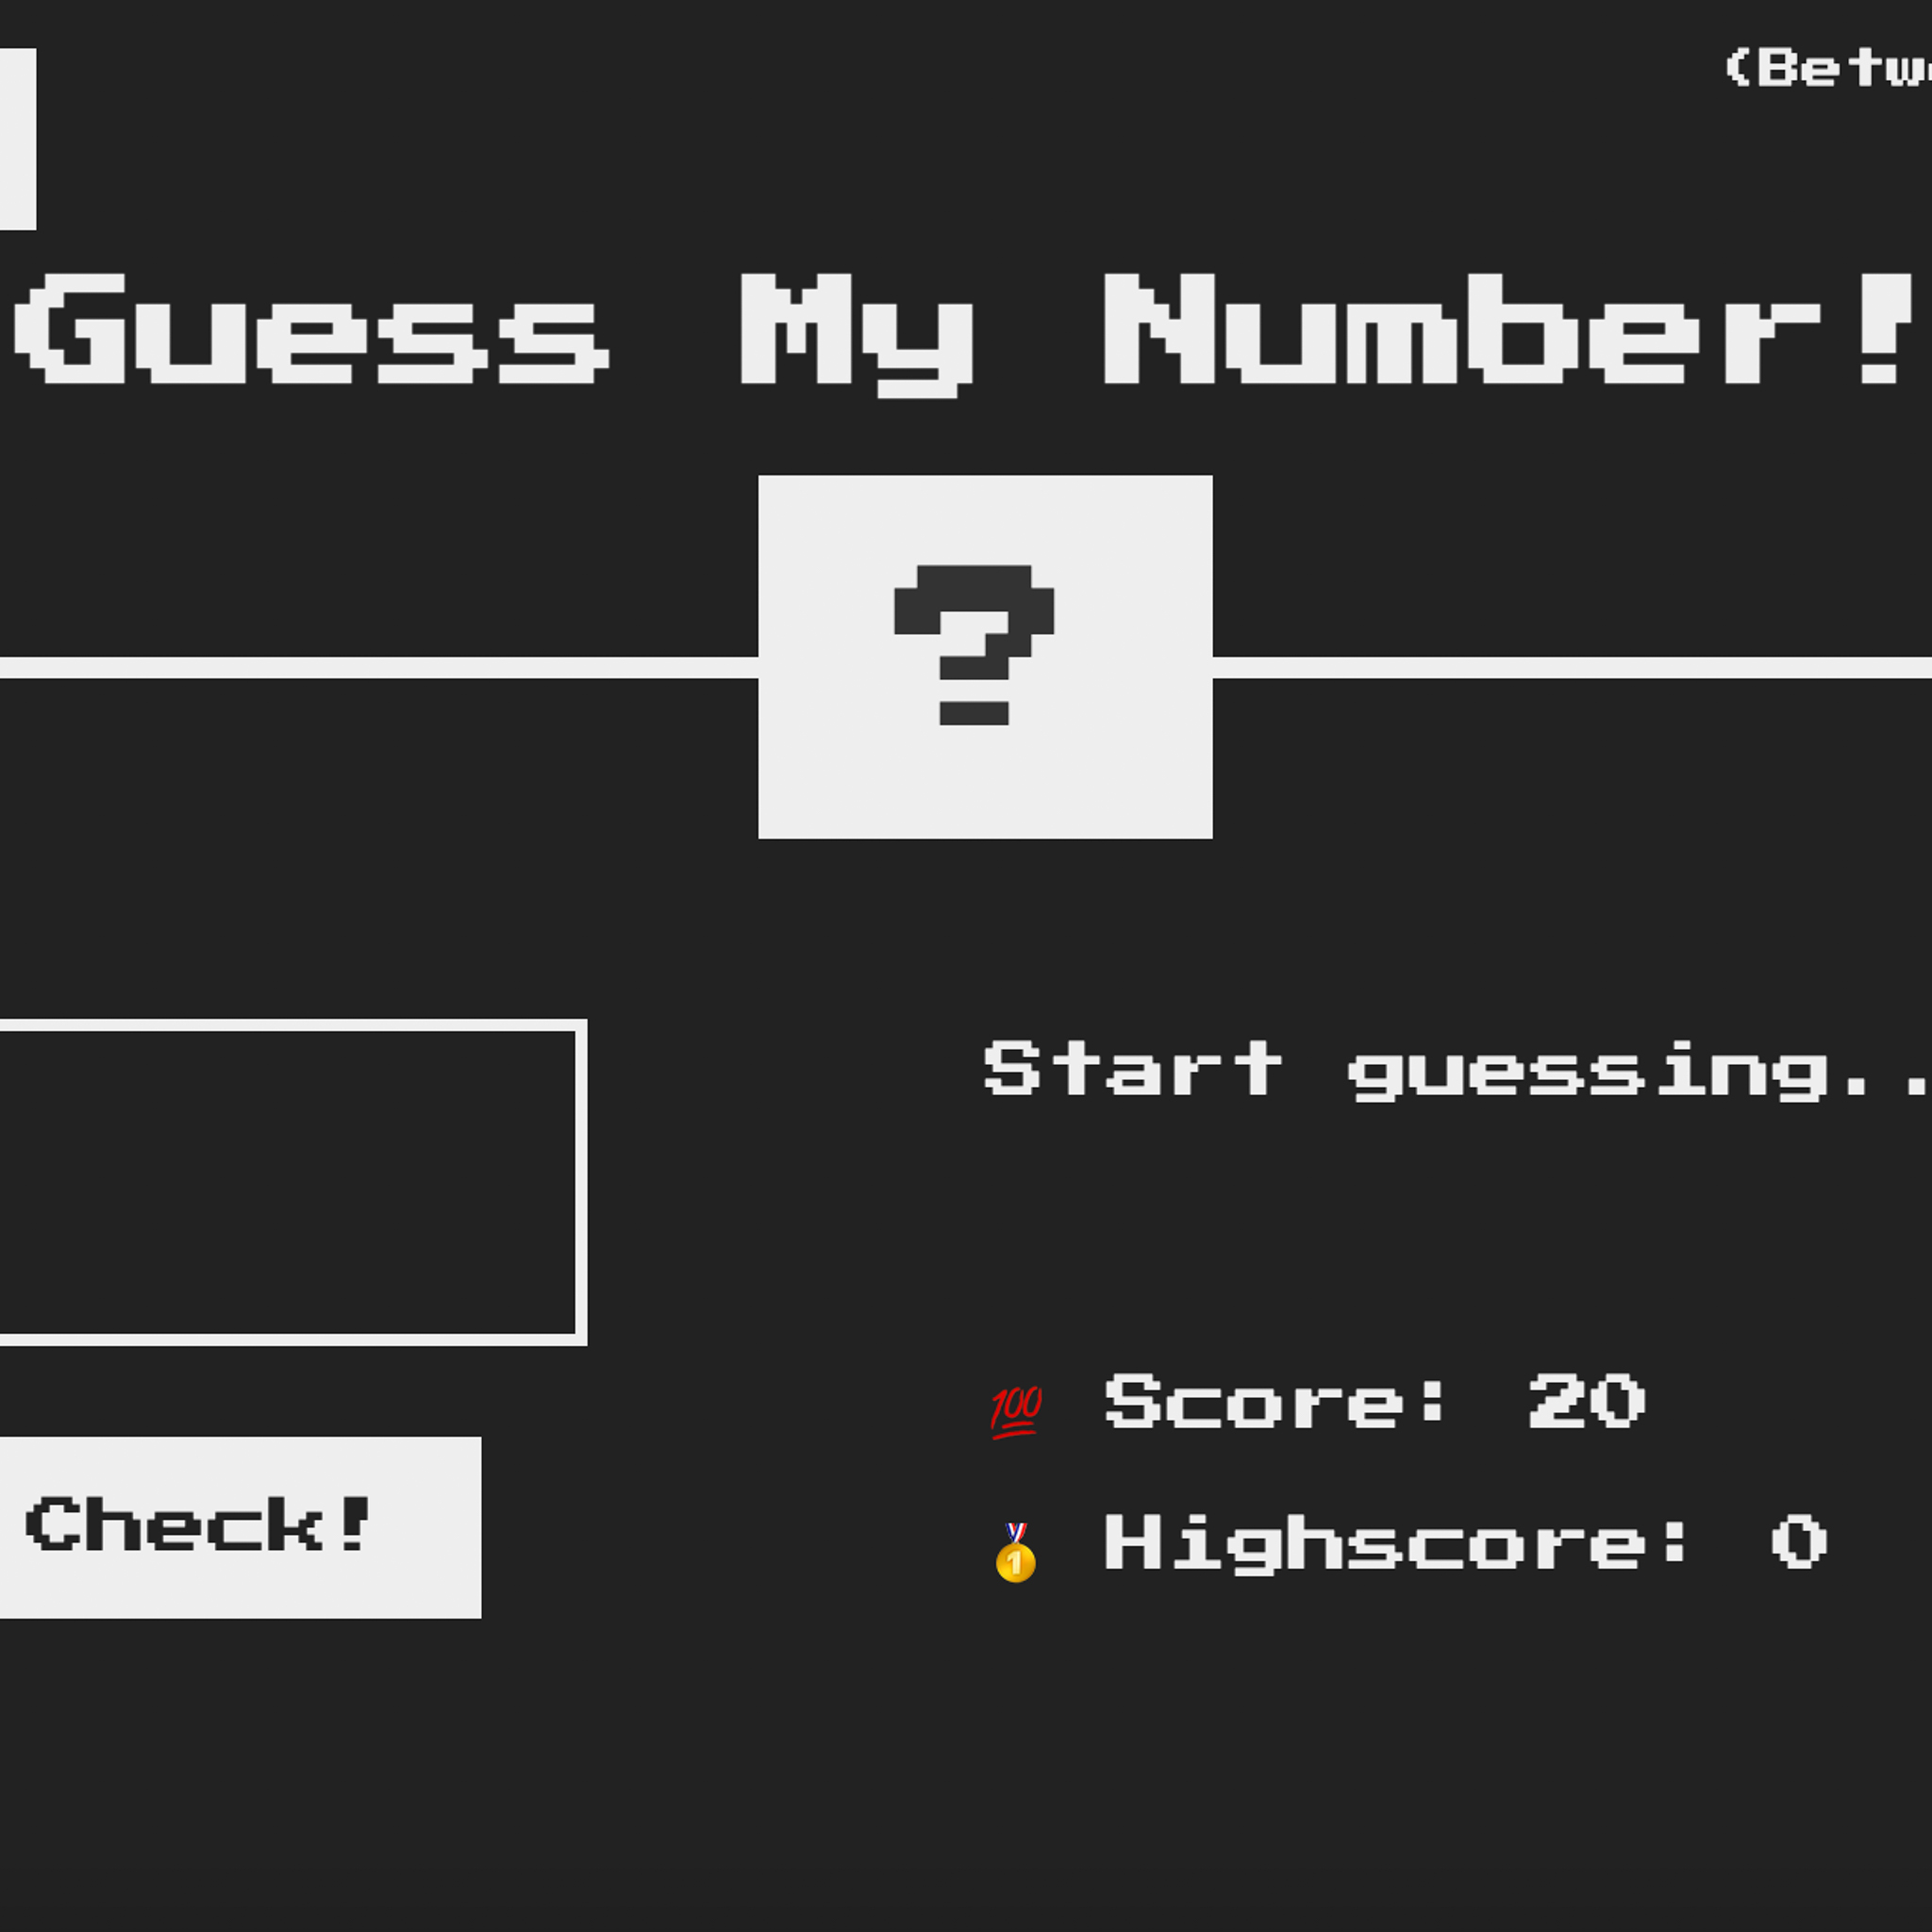 (Betw
Guess My Number!
?
Start guessing..
💯 Score: 20
Check!
🥇 Highscore: 0